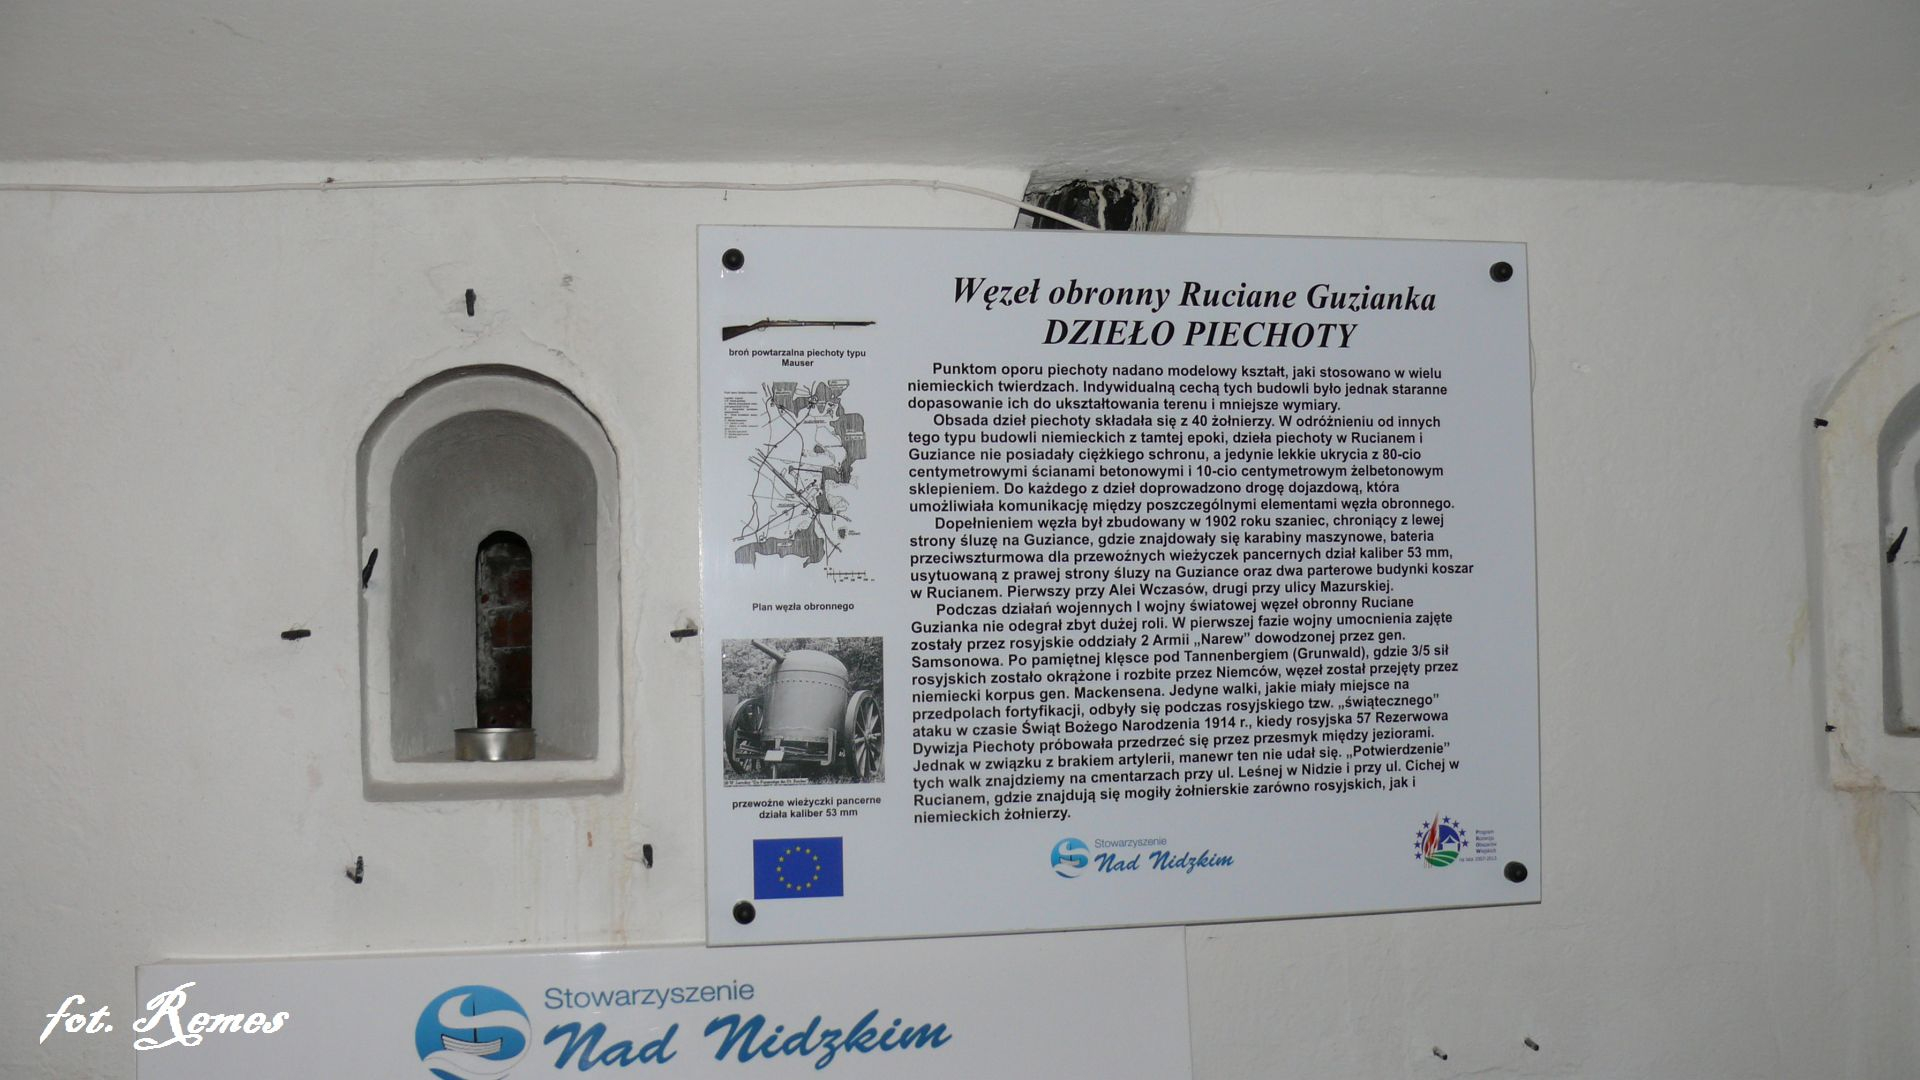 Węzeł obronny Ruciane Guzianka
DZIEŁO PIECHOTY
broń powtarzalna piechoty typu
Mauser
Plan węzła obronnego
przewoźne wieżyczki pancerne
działa kaliber 53 mm
Punktom oporu piechoty nadano modelowy kształt, jaki stosowano w wielu
niemieckich twierdzach. Indywidualną cechą tych budowli było jednak staranne
dopasowanie ich do ukształtowania terenu i mniejsze wymiary.
Obsada dzieł piechoty składała się z 40 żołnierzy. W odróżnieniu od innych
tego typu budowli niemieckich z tamtej epoki, dzieła piechoty w Rucianem i
Guziance nie posiadały ciężkiego schronu, a jedynie lekkie ukrycia z 80-cio
centymetrowymi ścianami betonowymi i 10-cio centymetrowym żelbetonowym
sklepieniem. Do każdego z dzieł doprowadzono drogę dojazdową, która
umożliwiała komunikację między poszczególnymi elementami węzła obronnego.
Dopełnieniem węzła był zbudowany w 1902 roku szaniec, chroniący z lewej
strony śluzę na Guziance, gdzie znajdowały się karabiny maszynowe, bateria
przeciwszturmowa dla przewoźnych wieżyczek pancernych dział kaliber 53 mm,
usytuowaną z prawej strony śluzy na Guziance oraz dwa parterowe budynki koszar
w Rucianem. Pierwszy przy Alei Wczasów, drugi przy ulicy Mazurskiej.
Podczas działań wojennych I wojny światowej węzeł obronny Ruciane
Guzianka nie odegrał zbyt dużej roli. W pierwszej fazie wojny umocnienia zajęte
zostały przez rosyjskie oddziały 2 Armii „Narew” dowodzonej przez gen.
Samsonowa. Po pamiętnej klęsce pod Tannenbergiem (Grunwald), gdzie 3/5 sił
rosyjskich zostało okrążone i rozbite przez Niemców, węzeł został przejęty przez
niemiecki korpus gen. Mackensena. Jedyne walki, jakie miały miejsce na
przedpolach fortyfikacji, odbyły się podczas rosyjskiego tzw. „świątecznego”
ataku w czasie Świąt Bożego Narodzenia 1914 r., kiedy rosyjska 57 Rezerwowa
Dywizja Piechoty próbowała przedrzeć się przez przesmyk między jeziorami.
Jednak w związku z brakiem artylerii, manewr ten nie udał się. „Potwierdzenie”
tych walk znajdziemy na cmentarzach przy ul. Leśnej w Nidzie i przy ul. Cichej w
Rucianem, gdzie znajdują się mogiły żołnierskie zarówno rosyjskich, jak i
niemieckich żołnierzy.
Stowarzyszenie
Nad Nidzkim
Program
Rozwoju
Obszarów
Wiejskich
na lata 2007-2013
Stowarzyszenie
Nad Nidzkim
fot. Remes